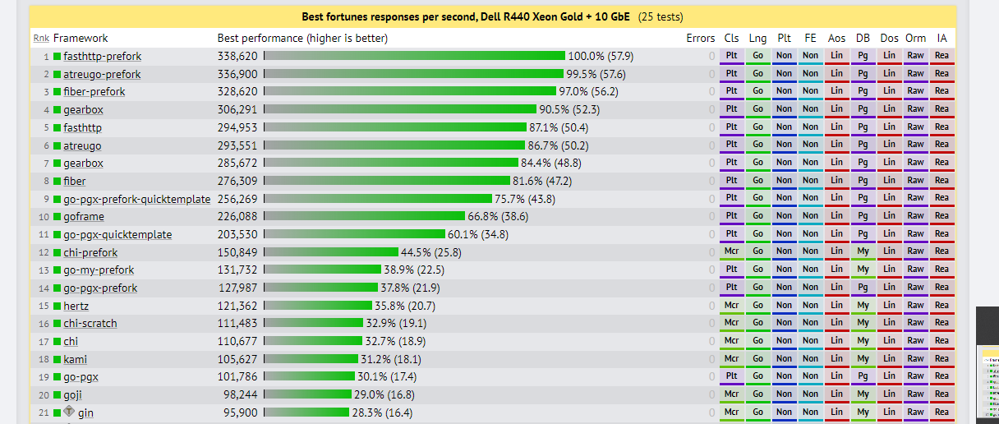 Best fortunes responses per second, Dell R440 Xeon Gold + 10 GbE (25 tests)
Rnk Framework Best performance (higher is better) Errors Cls Lng Plt FE Aos DB Dos Orm IA
1 fasthttp-prefork 338,620 100.0% (57.9) 0 Plt Go Non Non Lin Pg Lin Raw Rea
2 atreugo-prefork 336,900 99.5% (57.6) 0 Plt Go Non Non Lin Pg Lin Raw Rea
3 fiber-prefork 328,620 97.0% (56.2) 0 Plt Go Non Non Lin Pg Lin Raw Rea
4 gearbox 306,291 90.5% (52.3) 0 Plt Go Non Non Lin Pg Lin Raw Rea
5 fasthttp 294,953 87.1% (50.4) 0 Plt Go Non Non Lin Pg Lin Raw Rea
6 atreugo 293,551 86.7% (50.2) 0 Plt Go Non Non Lin Pg Lin Raw Rea
7 gearbox 285,672 84.4% (48.8) 0 Plt Go Non Non Lin Pg Lin Raw Rea
8 fiber 276,309 81.6% (47.2) 0 Plt Go Non Non Lin Pg Lin Raw Rea
9 go-pgx-prefork-quicktemplate 256,269 75.7% (43.8) 0 Plt Go Non Non Lin Pg Lin Raw Rea
10 goframe 226,088 66.8% (38.6) 0 Plt Go Non Non Lin Pg Lin Raw Rea
11 go-pgx-quicktemplate 203,530 60.1% (34.8) 0 Plt Go Non Non Lin Pg Lin Raw Rea
12 chi-prefork 150,849 44.5% (25.8) 0 Mcr Go Non Non Lin My Lin Raw Rea
13 go-my-prefork 131,732 38.9% (22.5) 0 Plt Go Non Non Lin My Lin Raw Rea
14 go-pgx-prefork 127,987 37.8% (21.9) 0 Plt Go Non Non Lin Pg Lin Raw Rea
15 hertz 121,362 35.8% (20.7) 0 Mcr Go Non Non Lin My Lin Raw Rea
16 chi-scratch 111,483 32.9% (19.1) 0 Mcr Go Non Non Lin My Lin Raw Rea
17 chi 110,677 32.7% (18.9) 0 Mcr Go Non Non Lin My Lin Raw Rea
18 kami 105,627 31.2% (18.1) 0 Mcr Go Non Non Lin My Lin Raw Rea
19 go-pgx 101,786 30.1% (17.4) 0 Plt Go Non Non Lin Pg Lin Raw Rea
20 goji 98,244 29.0% (16.8) 0 Mcr Go Non Non Lin My Lin Raw Rea
21 T gin 95,900 28.3% (16.4) 0 Mcr Go Non Non Lin My Lin Raw Rea